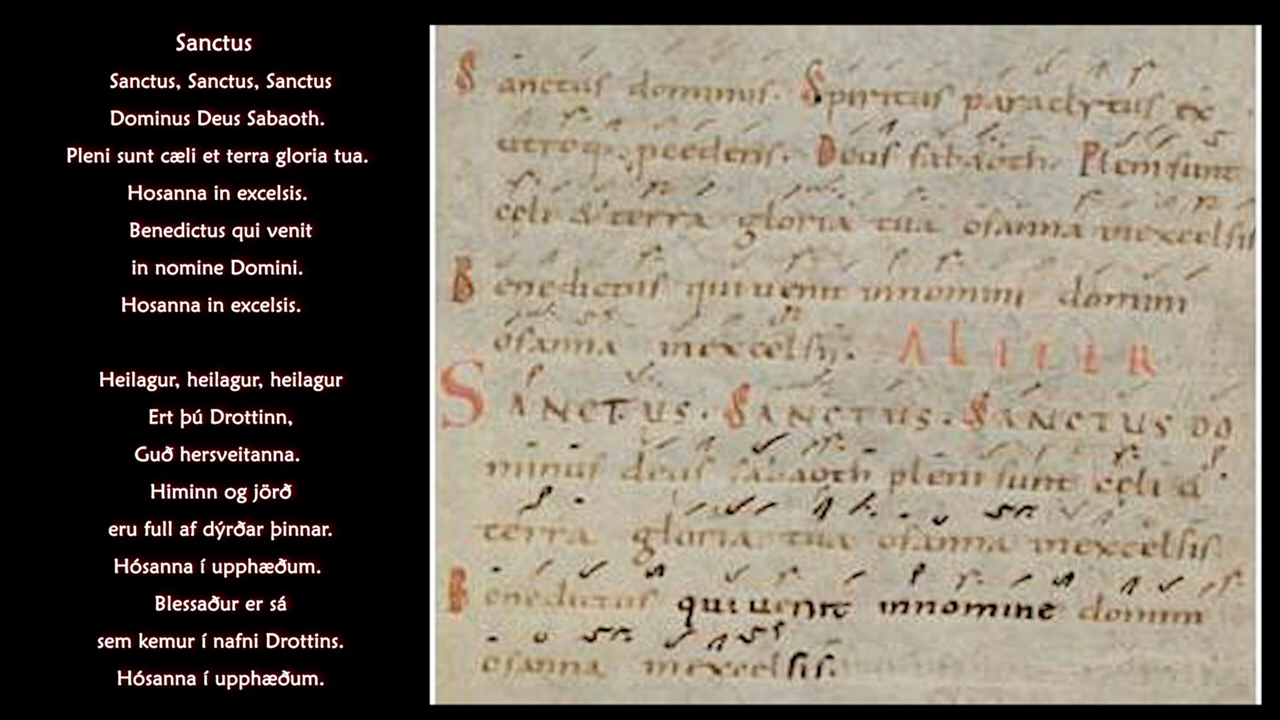 Sanctus
Sanctus, Sanctus, Sanctus
Dominus Deus Sabaoth.
Pleni sunt cæli et terra gloria tua.
Hosanna in excelsis.
Benedictus qui venit
in nomine Domini.
Hosanna in excelsis.
Heilagur, heilagur, heilagur
Ert þú Drottinn,
Guð hersveitanna.
Himinn og jörð
eru full af dýrðar þinnar.
Hósanna í upphæðum.
Blessaður er sá
sem kemur í nafni Drottins.
Hósanna í upphæðum.
Sanctus dominus. Spiritus paraclytus ex
utroq; pcedens. Deus sabaoth. Pleni sunt
celi & terra gloria tua osanna inexcelsis
Benedictus qui uenit innomini domini
osanna inexcelsis. ALITER
SANCTUS. SANCTUS. SANCTUS DO
minus deus sabaoth pleni sunt celi &
terra gloria tua osanna inexcelsis
Benedictus qui uenit innomine domini
osanna inexcelsis.